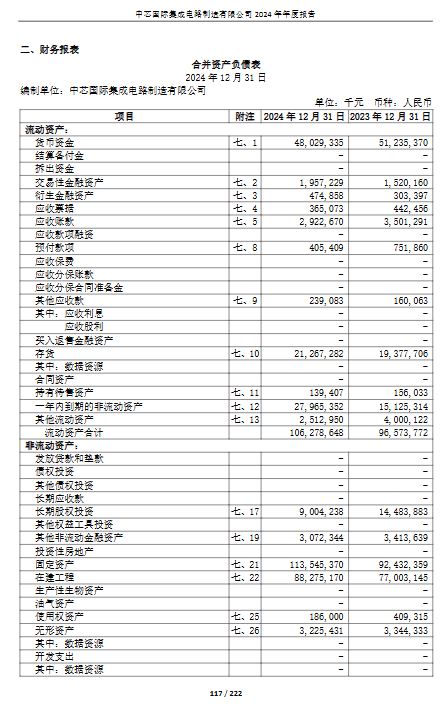 中芯国际集成电路制造有限公司 2024 年年度报告
二、财务报表
合并资产负债表
2024 年 12 月 31 日
编制单位：中芯国际集成电路制造有限公司
单位：千元 币种：人民币
项目 附注 2024 年 12 月 31 日 2023 年 12 月 31 日
流动资产：
货币资金 七、1 48,029,335 51,235,370
结算备付金 － －
拆出资金 － －
交易性金融资产 七、2 1,957,229 1,520,160
衍生金融资产 七、3 474,858 303,397
应收票据 七、4 365,073 442,456
应收账款 七、5 2,922,670 3,501,291
应收款项融资 － －
预付款项 七、8 405,409 751,860
应收保费 － －
应收分保账款 － －
应收分保合同准备金 － －
其他应收款 七、9 239,083 160,063
其中：应收利息 － －
应收股利 － －
买入返售金融资产 － －
存货 七、10 21,267,282 19,377,706
其中：数据资源 － －
合同资产 － －
持有待售资产 七、11 139,407 156,033
一年内到期的非流动资产 七、12 27,965,352 15,125,314
其他流动资产 七、13 2,512,950 4,000,122
流动资产合计 106,278,648 96,573,772
非流动资产：
发放贷款和垫款 － －
债权投资 － －
其他债权投资 － －
长期应收款 － －
长期股权投资 七、17 9,004,238 14,483,883
其他权益工具投资 － －
其他非流动金融资产 七、19 3,072,344 3,413,639
投资性房地产 － －
固定资产 七、21 113,545,370 92,432,359
在建工程 七、22 88,275,170 77,003,145
生产性生物资产 － －
油气资产 － －
使用权资产 七、25 186,000 409,315
无形资产 七、26 3,225,431 3,344,333
其中：数据资源 － －
开发支出 － －
其中：数据资源 － －
117 / 222